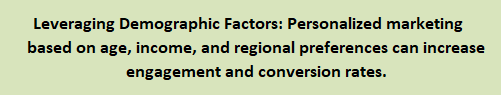 Leveraging Demographic Factors: Personalized marketing
based on age, income, and regional preferences can increase
engagement and conversion rates.